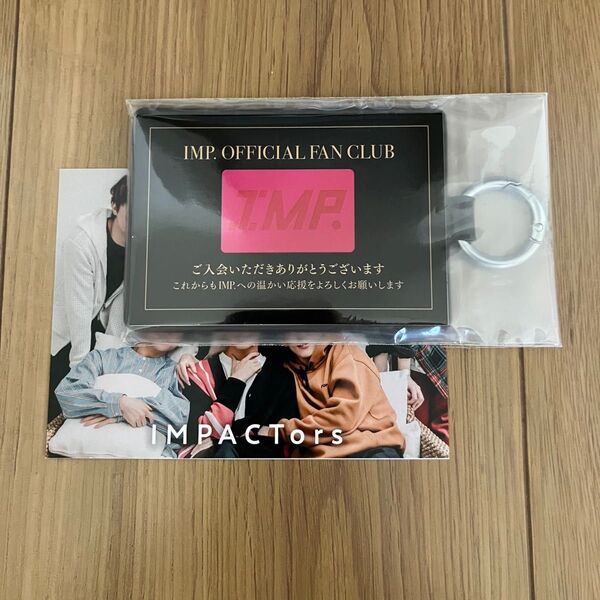 IMP. OFFICIAL FAN CLUB
IMP.
ご入会いただきありがとうございます
これからもIMP.への温かい応援をよろしくお願いします
IMPACTors